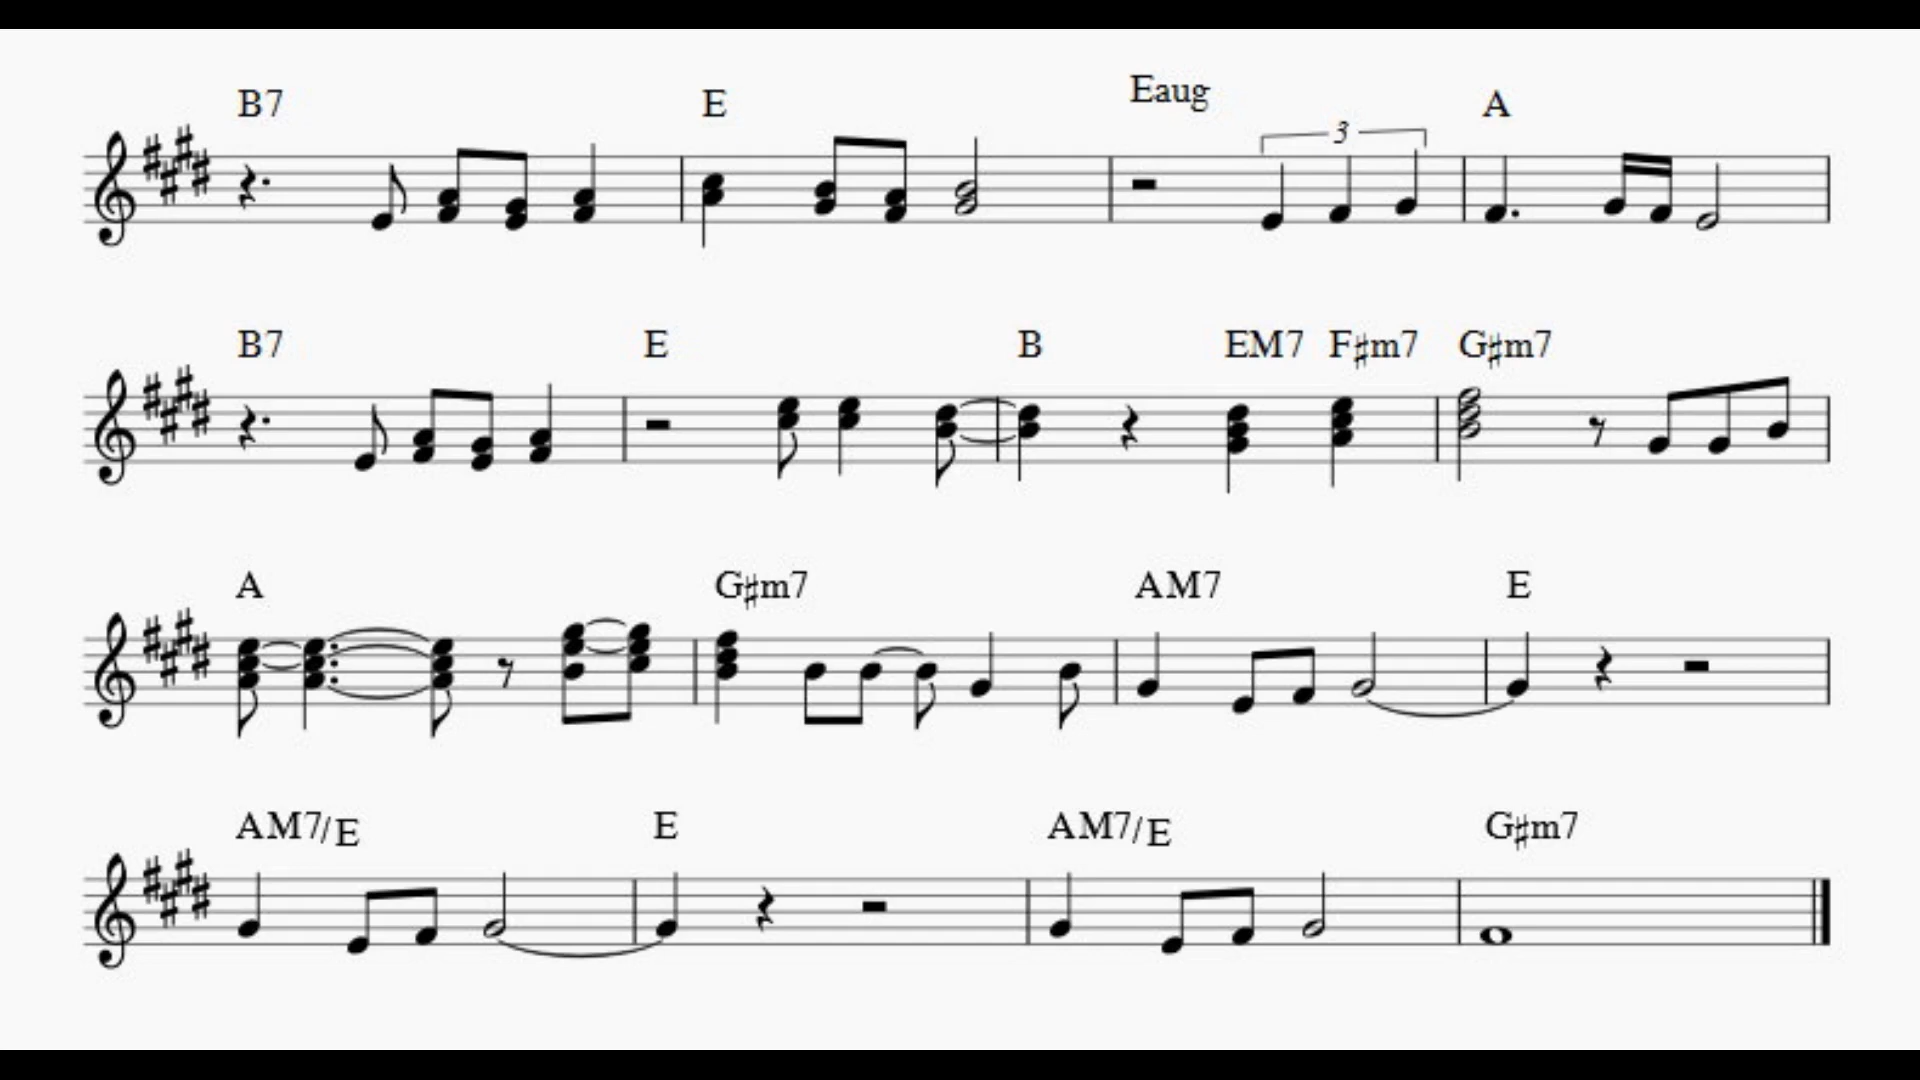 B7 E Eaug A
3
B7 E B EM7 F♯m7 G♯m7
A G♯m7 AM7 E
AM7/E E AM7/E G♯m7